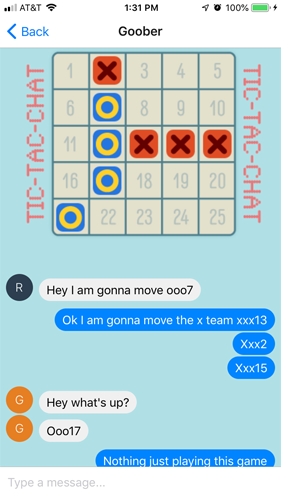 AT&T 1:31 PM 100%
Back Goober
TIC-TAC-CHAT
1 3 4 5
6 8 9 10
11
16 18 19 20
22 23 24 25
TIC-TAC-CHAT
R Hey I am gonna move ooo7
Ok I am gonna move the x team xxx13
Xxx2
Xxx15
G Hey what's up?
G Ooo17
Nothing just playing this game
Type a message...